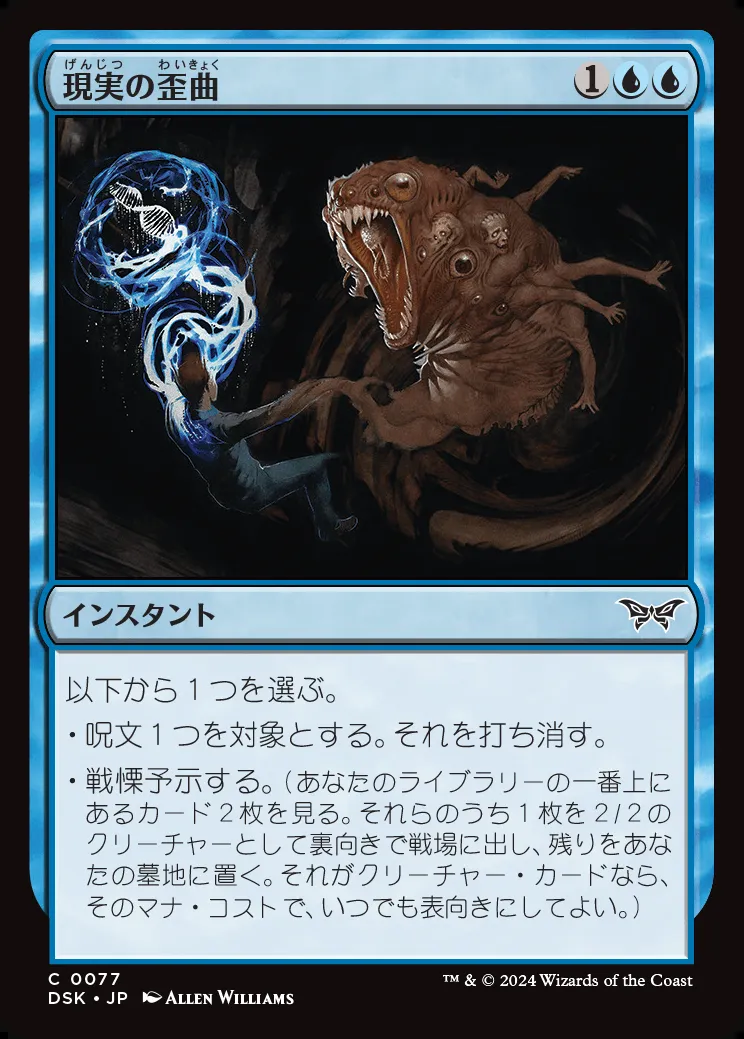 げんじつ わいきょく
現実の歪曲
1
インスタント
以下から1つを選ぶ。
・呪文1つを対象とする。それを打ち消す。
・戦慄予示する。（あなたのライブラリーの一番上に
あるカード2枚を見る。それらのうち1枚を2/2の
クリーチャーとして裏向きで戦場に出し、残りをあな
たの墓地に置く。それがクリーチャー・カードなら、
そのマナ・コストで、いつでも表向きにしてよい。）
C 0077
DSK • JP ALLEN WILLIAMS
™ & © 2024 Wizards of the Coast